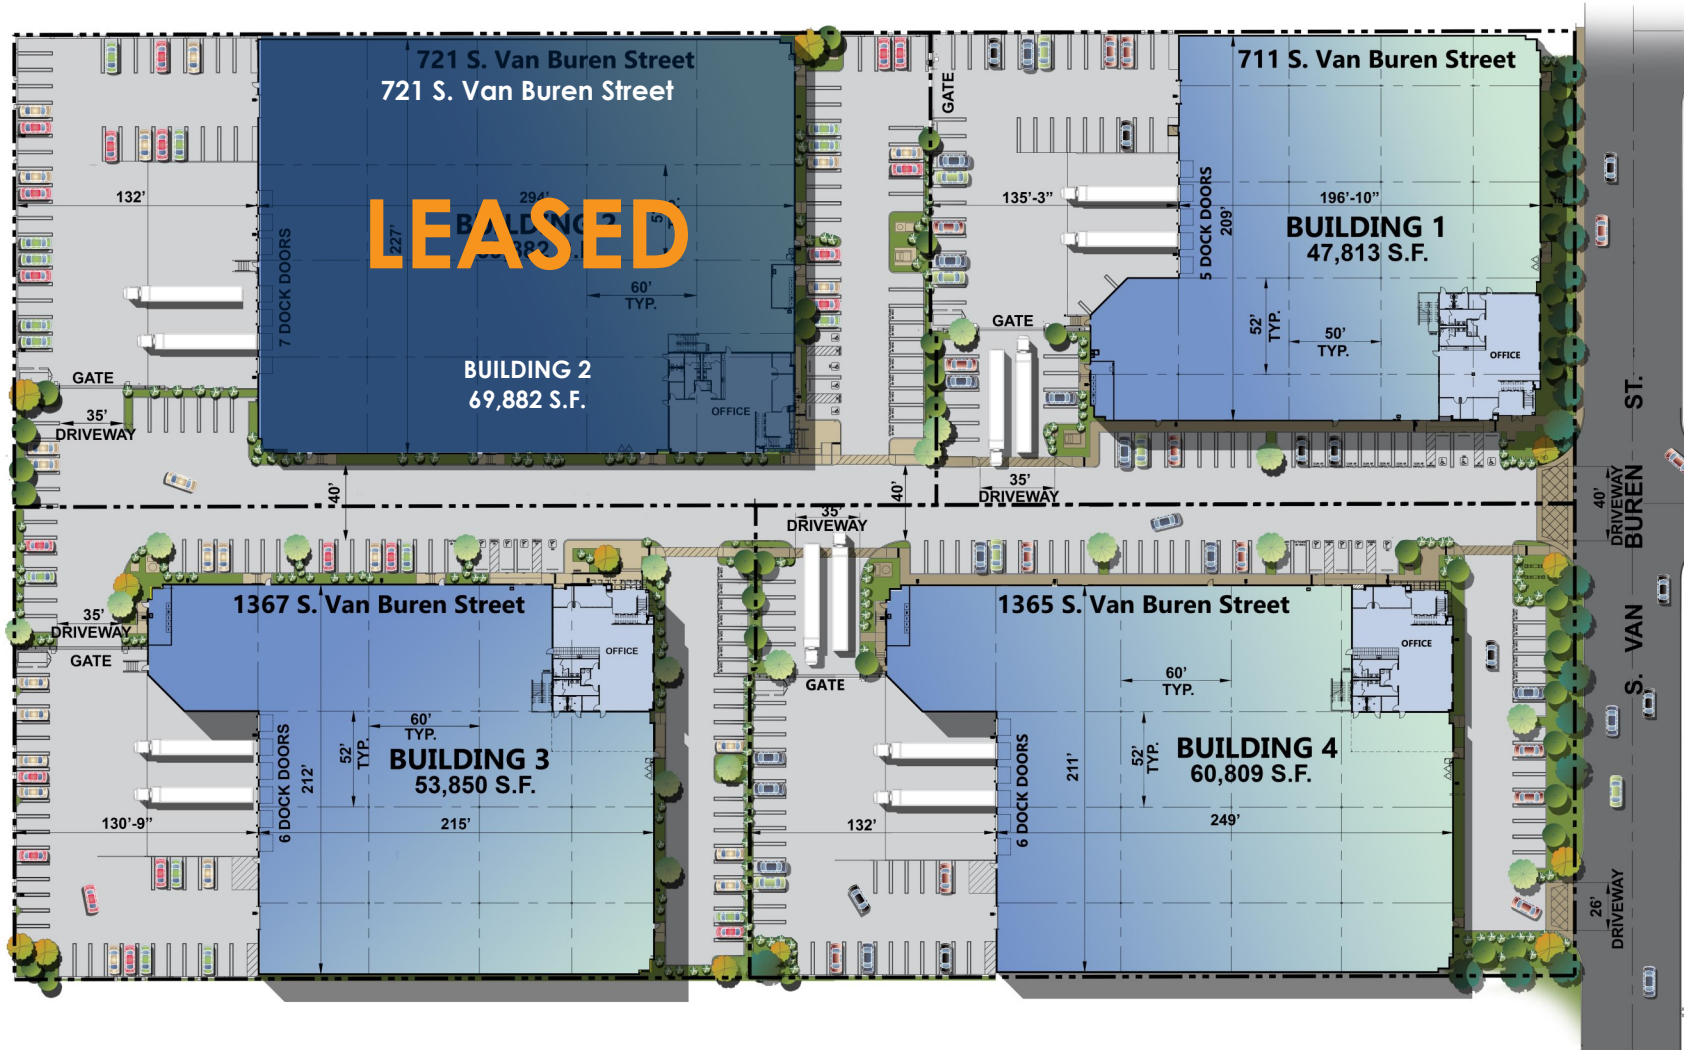 721 S. Van Buren Street
721 S. Van Buren Street
132'
294'
227'
LEASED
BUILDING 2
7 DOCK DOORS
60'
TYP.
BUILDING 2
69,882 S.F.
OFFICE
GATE
35'
DRIVEWAY
40'
GATE
711 S. Van Buren Street
135'-3"
5 DOCK DOORS
209'
196'-10"
BUILDING 1
47,813 S.F.
GATE
52'
TYP.
50'
TYP.
OFFICE
40'
35'
DRIVEWAY
40'
DRIVEWAY
S. VAN BUREN ST.
35'
DRIVEWAY
1367 S. Van Buren Street
35'
DRIVEWAY
GATE
OFFICE
60'
TYP.
52'
TYP.
BUILDING 3
53,850 S.F.
6 DOCK DOORS
212'
130'-9"
215'
1365 S. Van Buren Street
GATE
OFFICE
60'
TYP.
52'
TYP.
BUILDING 4
60,809 S.F.
6 DOCK DOORS
211'
132'
249'
26'
DRIVEWAY